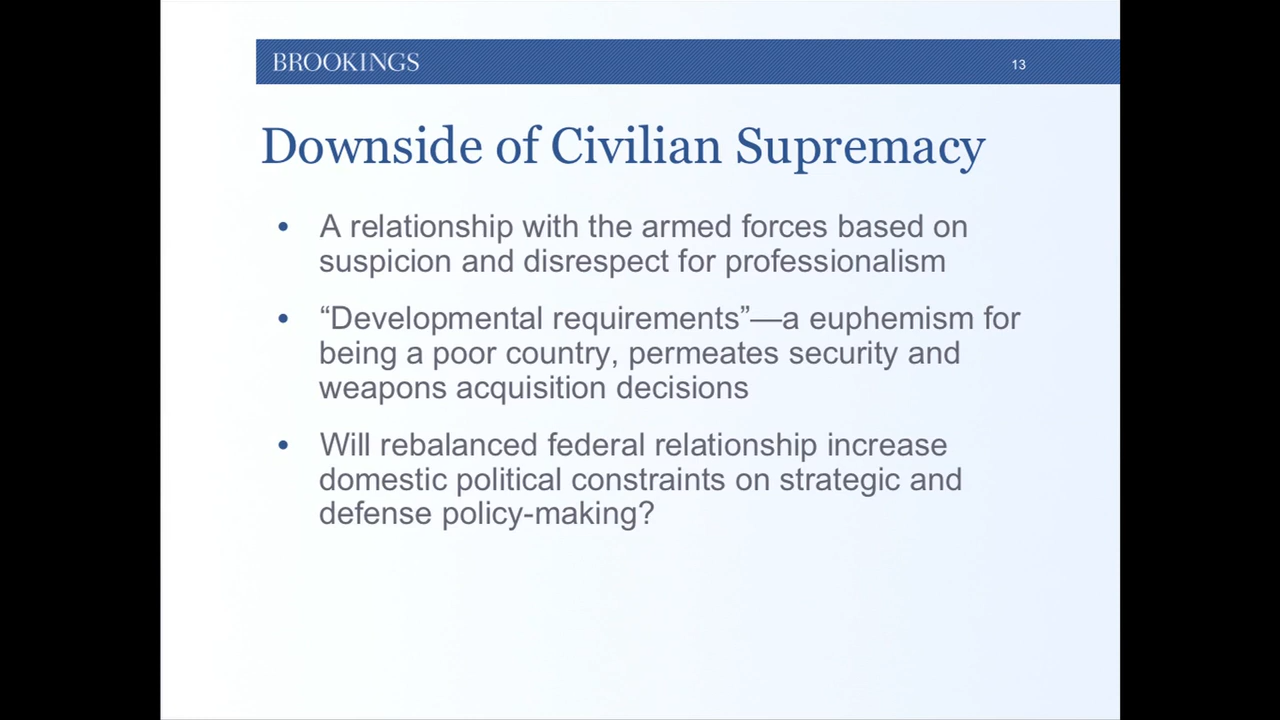 BROOKINGS
13
Downside of Civilian Supremacy
• A relationship with the armed forces based on
suspicion and disrespect for professionalism
• “Developmental requirements”—a euphemism for
being a poor country, permeates security and
weapons acquisition decisions
• Will rebalanced federal relationship increase
domestic political constraints on strategic and
defense policy-making?